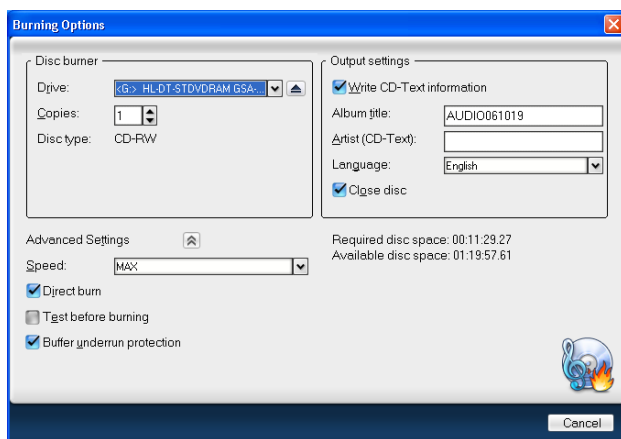 Burning Options
Disc burner
Drive: <G:> HL-DT-STDVDRAM GSA-...
Copies: 1
Disc type: CD-RW
Output settings
Write CD-Text information
Album title: AUDIO061019
Artist (CD-Text):
Language: English
Close disc
Advanced Settings
Speed: MAX
Direct burn
Test before burning
Buffer underrun protection
Required disc space: 00:11:29.27
Available disc space: 01:19:57.61
Cancel